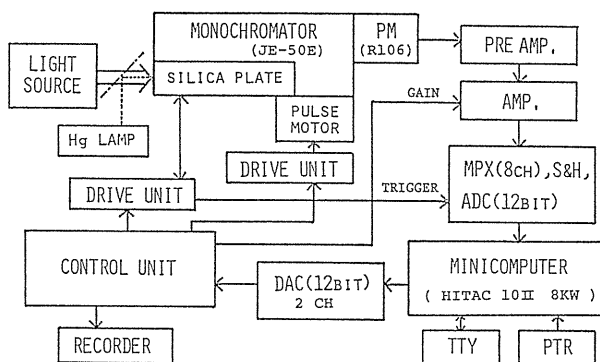 MONOCHROMATOR
(JE-50E)
PM
(R106)
PRE AMP.
LIGHT
SOURCE
SILICA PLATE
PULSE
MOTOR
GAIN
AMP.
Hg LAMP
DRIVE UNIT
DRIVE UNIT
TRIGGER
MPX(8CH),S&H,
ADC(12BIT)
CONTROL UNIT
DAC(12BIT)
2 CH
MINICOMPUTER
( HITAC 10Ⅱ 8KW )
RECORDER
TTY
PTR